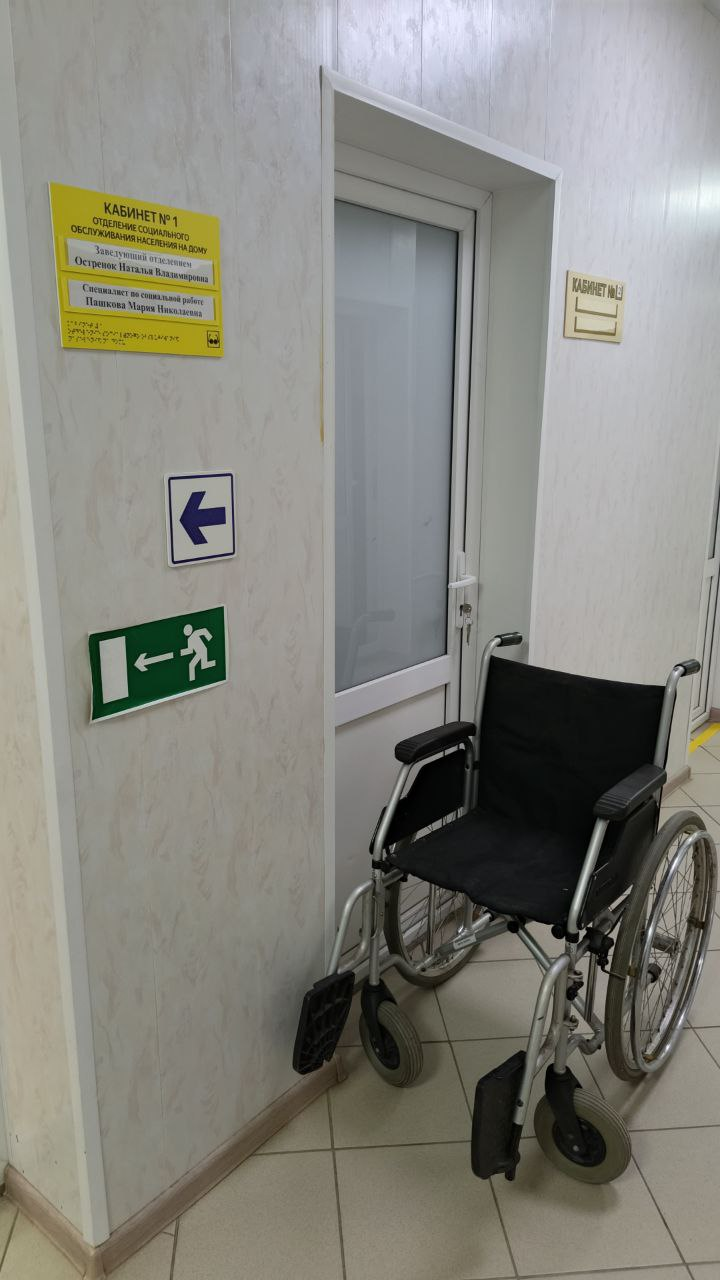 КАБИНЕТ № 1
ОТДЕЛЕНИЕ СОЦИАЛЬНОГО
ОБСЛУЖИВАНИЯ НАСЕЛЕНИЯ НА ДОМУ
Заведующий отделением
Остренок Наталья Владимировна
Специалист по социальной работе
Пашкова Мария Николаевна
КАБИНЕТ №